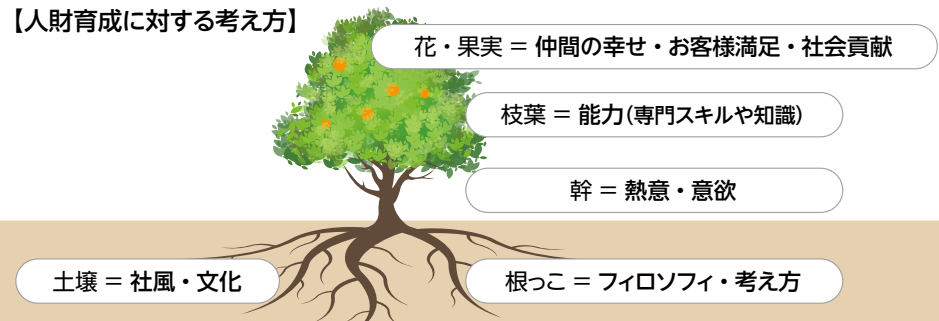 【人財育成に対する考え方】
花・果実 = 仲間の幸せ・お客様満足・社会貢献
枝葉 = 能力(専門スキルや知識)
幹 = 熱意・意欲
土壌 = 社風・文化
根っこ = フィロソフィ・考え方